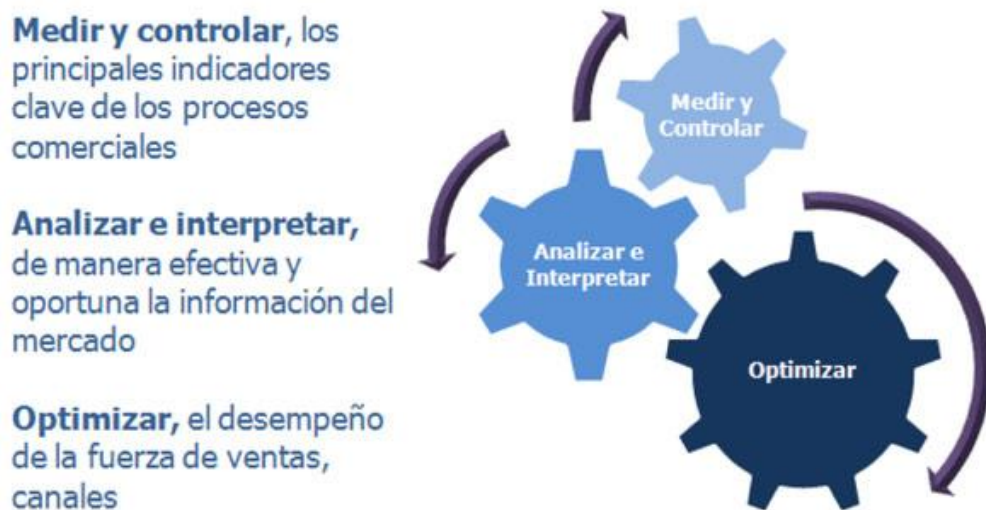 Medir y controlar, los
principales indicadores
clave de los procesos
comerciales
Analizar e interpretar,
de manera efectiva y
oportuna la información del
mercado
Optimizar, el desempeño
de la fuerza de ventas,
canales
Medir y
Controlar
Analizar e
Interpretar
Optimizar